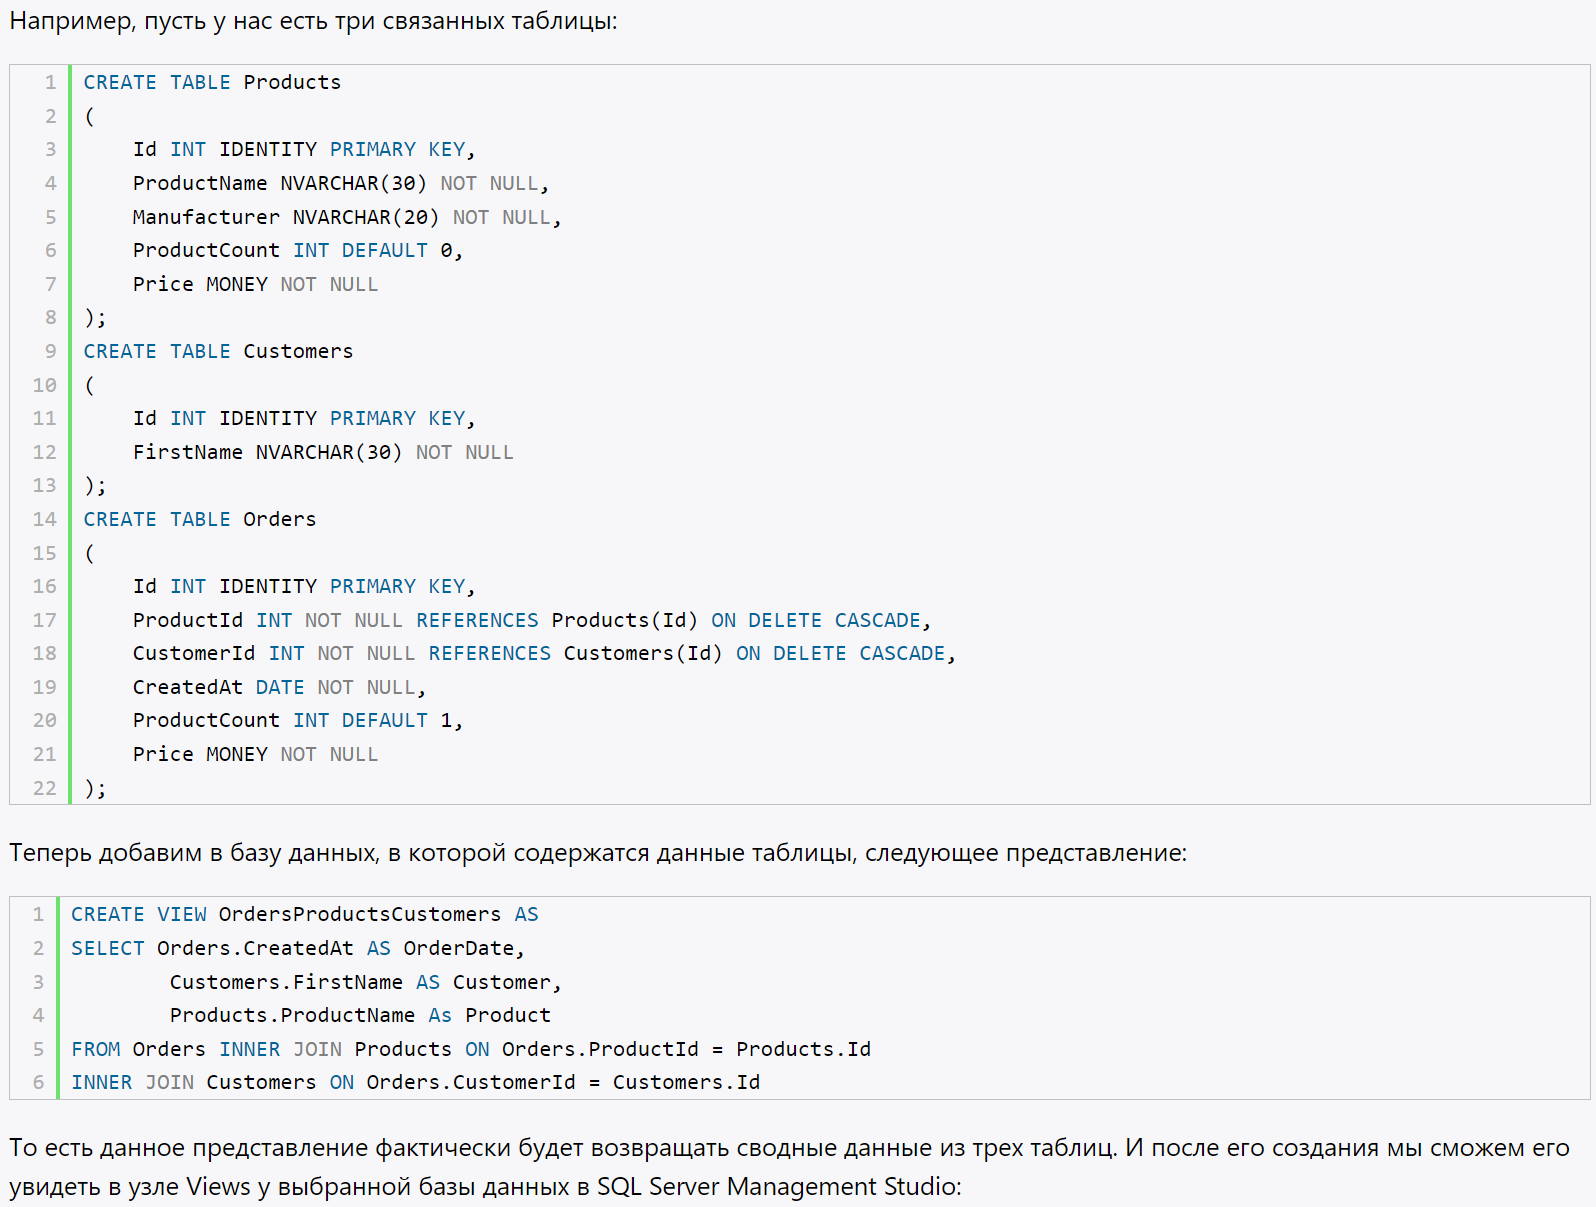 Например, пусть у нас есть три связанных таблицы:
1 CREATE TABLE Products
2 (
3     Id INT IDENTITY PRIMARY KEY,
4     ProductName NVARCHAR(30) NOT NULL,
5     Manufacturer NVARCHAR(20) NOT NULL,
6     ProductCount INT DEFAULT 0,
7     Price MONEY NOT NULL
8 );
9 CREATE TABLE Customers
10 (
11     Id INT IDENTITY PRIMARY KEY,
12     FirstName NVARCHAR(30) NOT NULL
13 );
14 CREATE TABLE Orders
15 (
16     Id INT IDENTITY PRIMARY KEY,
17     ProductId INT NOT NULL REFERENCES Products(Id) ON DELETE CASCADE,
18     CustomerId INT NOT NULL REFERENCES Customers(Id) ON DELETE CASCADE,
19     CreatedAt DATE NOT NULL,
20     ProductCount INT DEFAULT 1,
21     Price MONEY NOT NULL
22 );
Теперь добавим в базу данных, в которой содержатся данные таблицы, следующее представление:
1 CREATE VIEW OrdersProductsCustomers AS
2 SELECT Orders.CreatedAt AS OrderDate,
3         Customers.FirstName AS Customer,
4         Products.ProductName As Product
5 FROM Orders INNER JOIN Products ON Orders.ProductId = Products.Id
6 INNER JOIN Customers ON Orders.CustomerId = Customers.Id
То есть данное представление фактически будет возвращать сводные данные из трех таблиц. И после его создания мы сможем его
увидеть в узле Views у выбранной базы данных в SQL Server Management Studio: